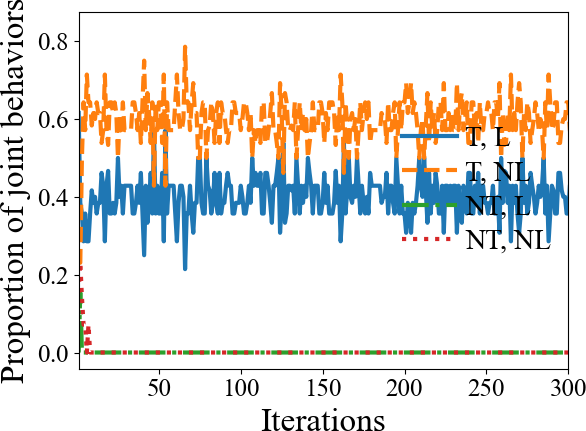 Proportion of joint behaviors
0.8
0.6
0.4
0.2
0.0
T, L
T, NL
NT, L
NT, NL
50
100
150
200
250
300
Iterations